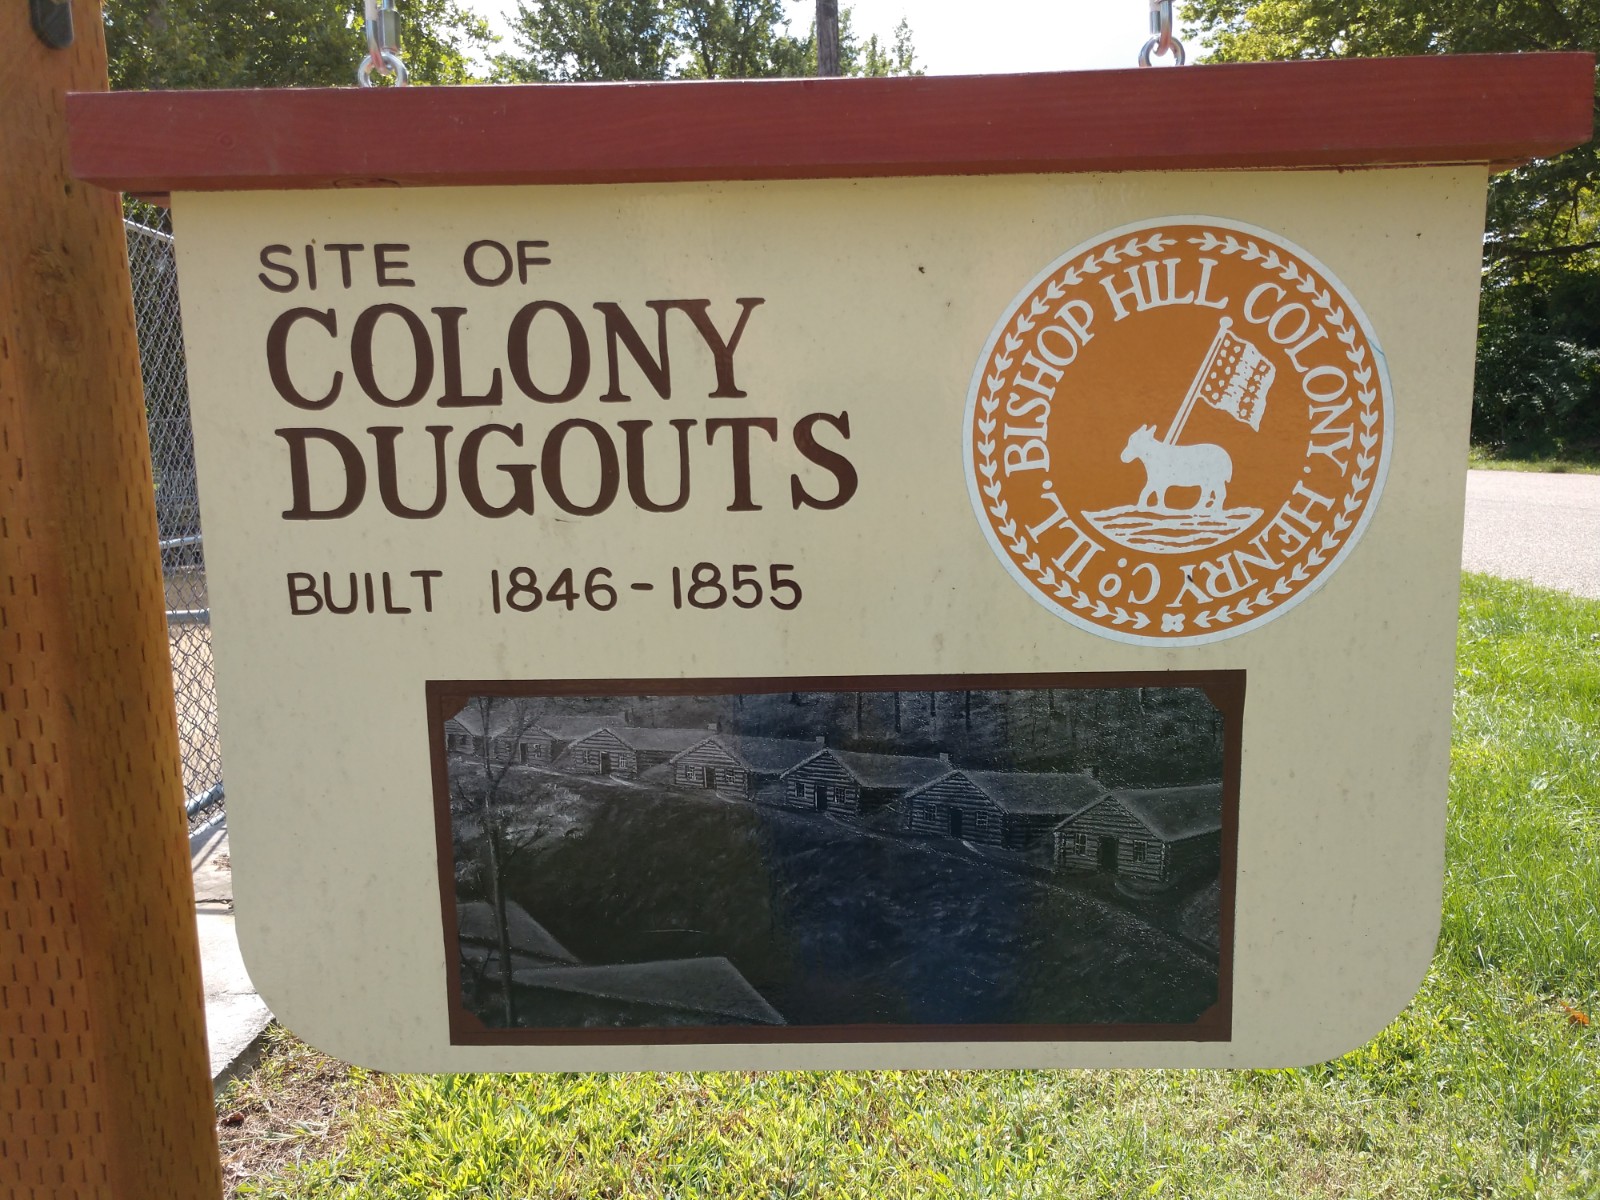 SITE OF
COLONY
DUGOUTS
BUILT 1846-1855
BISHOP HILL COLONY. HENRY Co ILL.